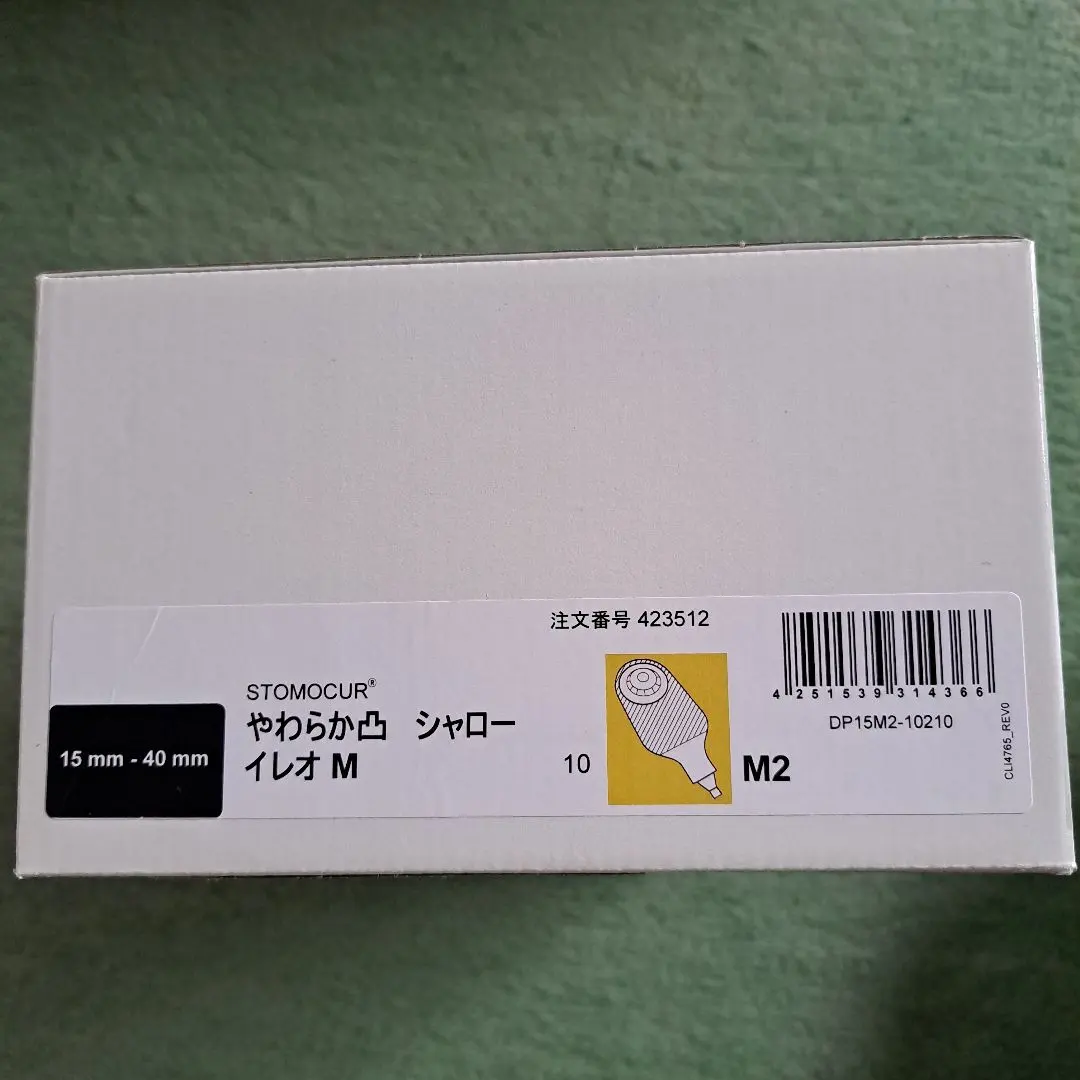 注文番号 423512
STOMOCUR®
やわらか凸 シャロー
イレオ M
15 mm - 40 mm
10
M2
4 251539 314366
DP15M2-10210
CLI4765_REV0